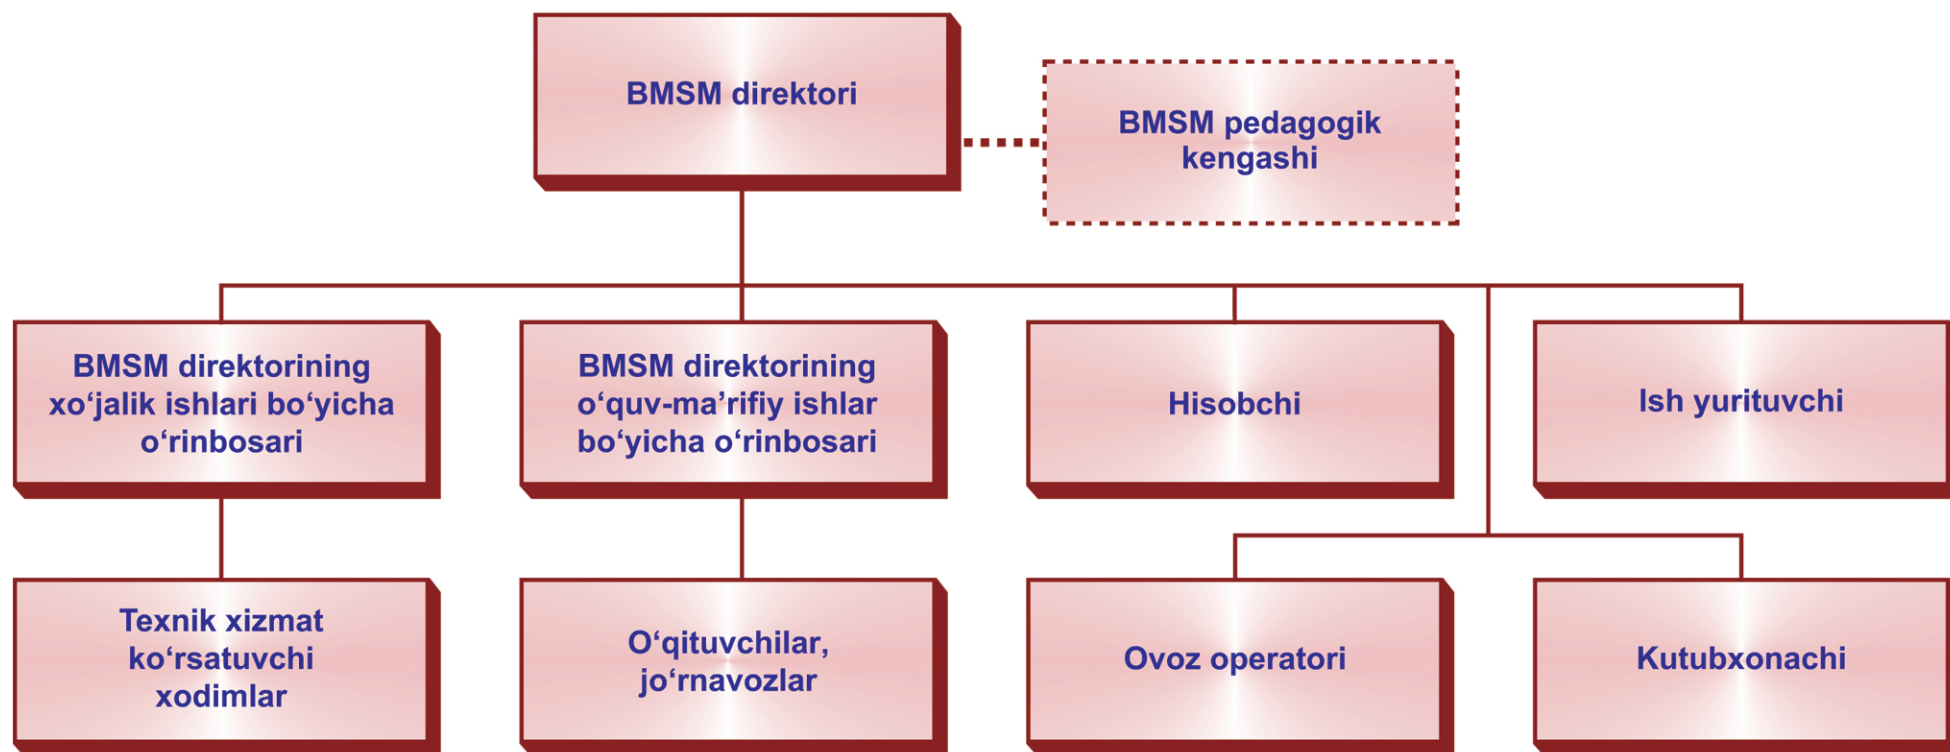 BMSM direktori
BMSM pedagogik
kengashi
BMSM direktorining
xo‘jalik ishlari bo‘yicha
o‘rinbosari
BMSM direktorining
o‘quv-ma’rifiy ishlar
bo‘yicha o‘rinbosari
Hisobchi
Ish yurituvchi
Texnik xizmat
ko‘rsatuvchi
xodimlar
O‘qituvchilar,
jo‘rnavozlar
Ovoz operatori
Kutubxonachi